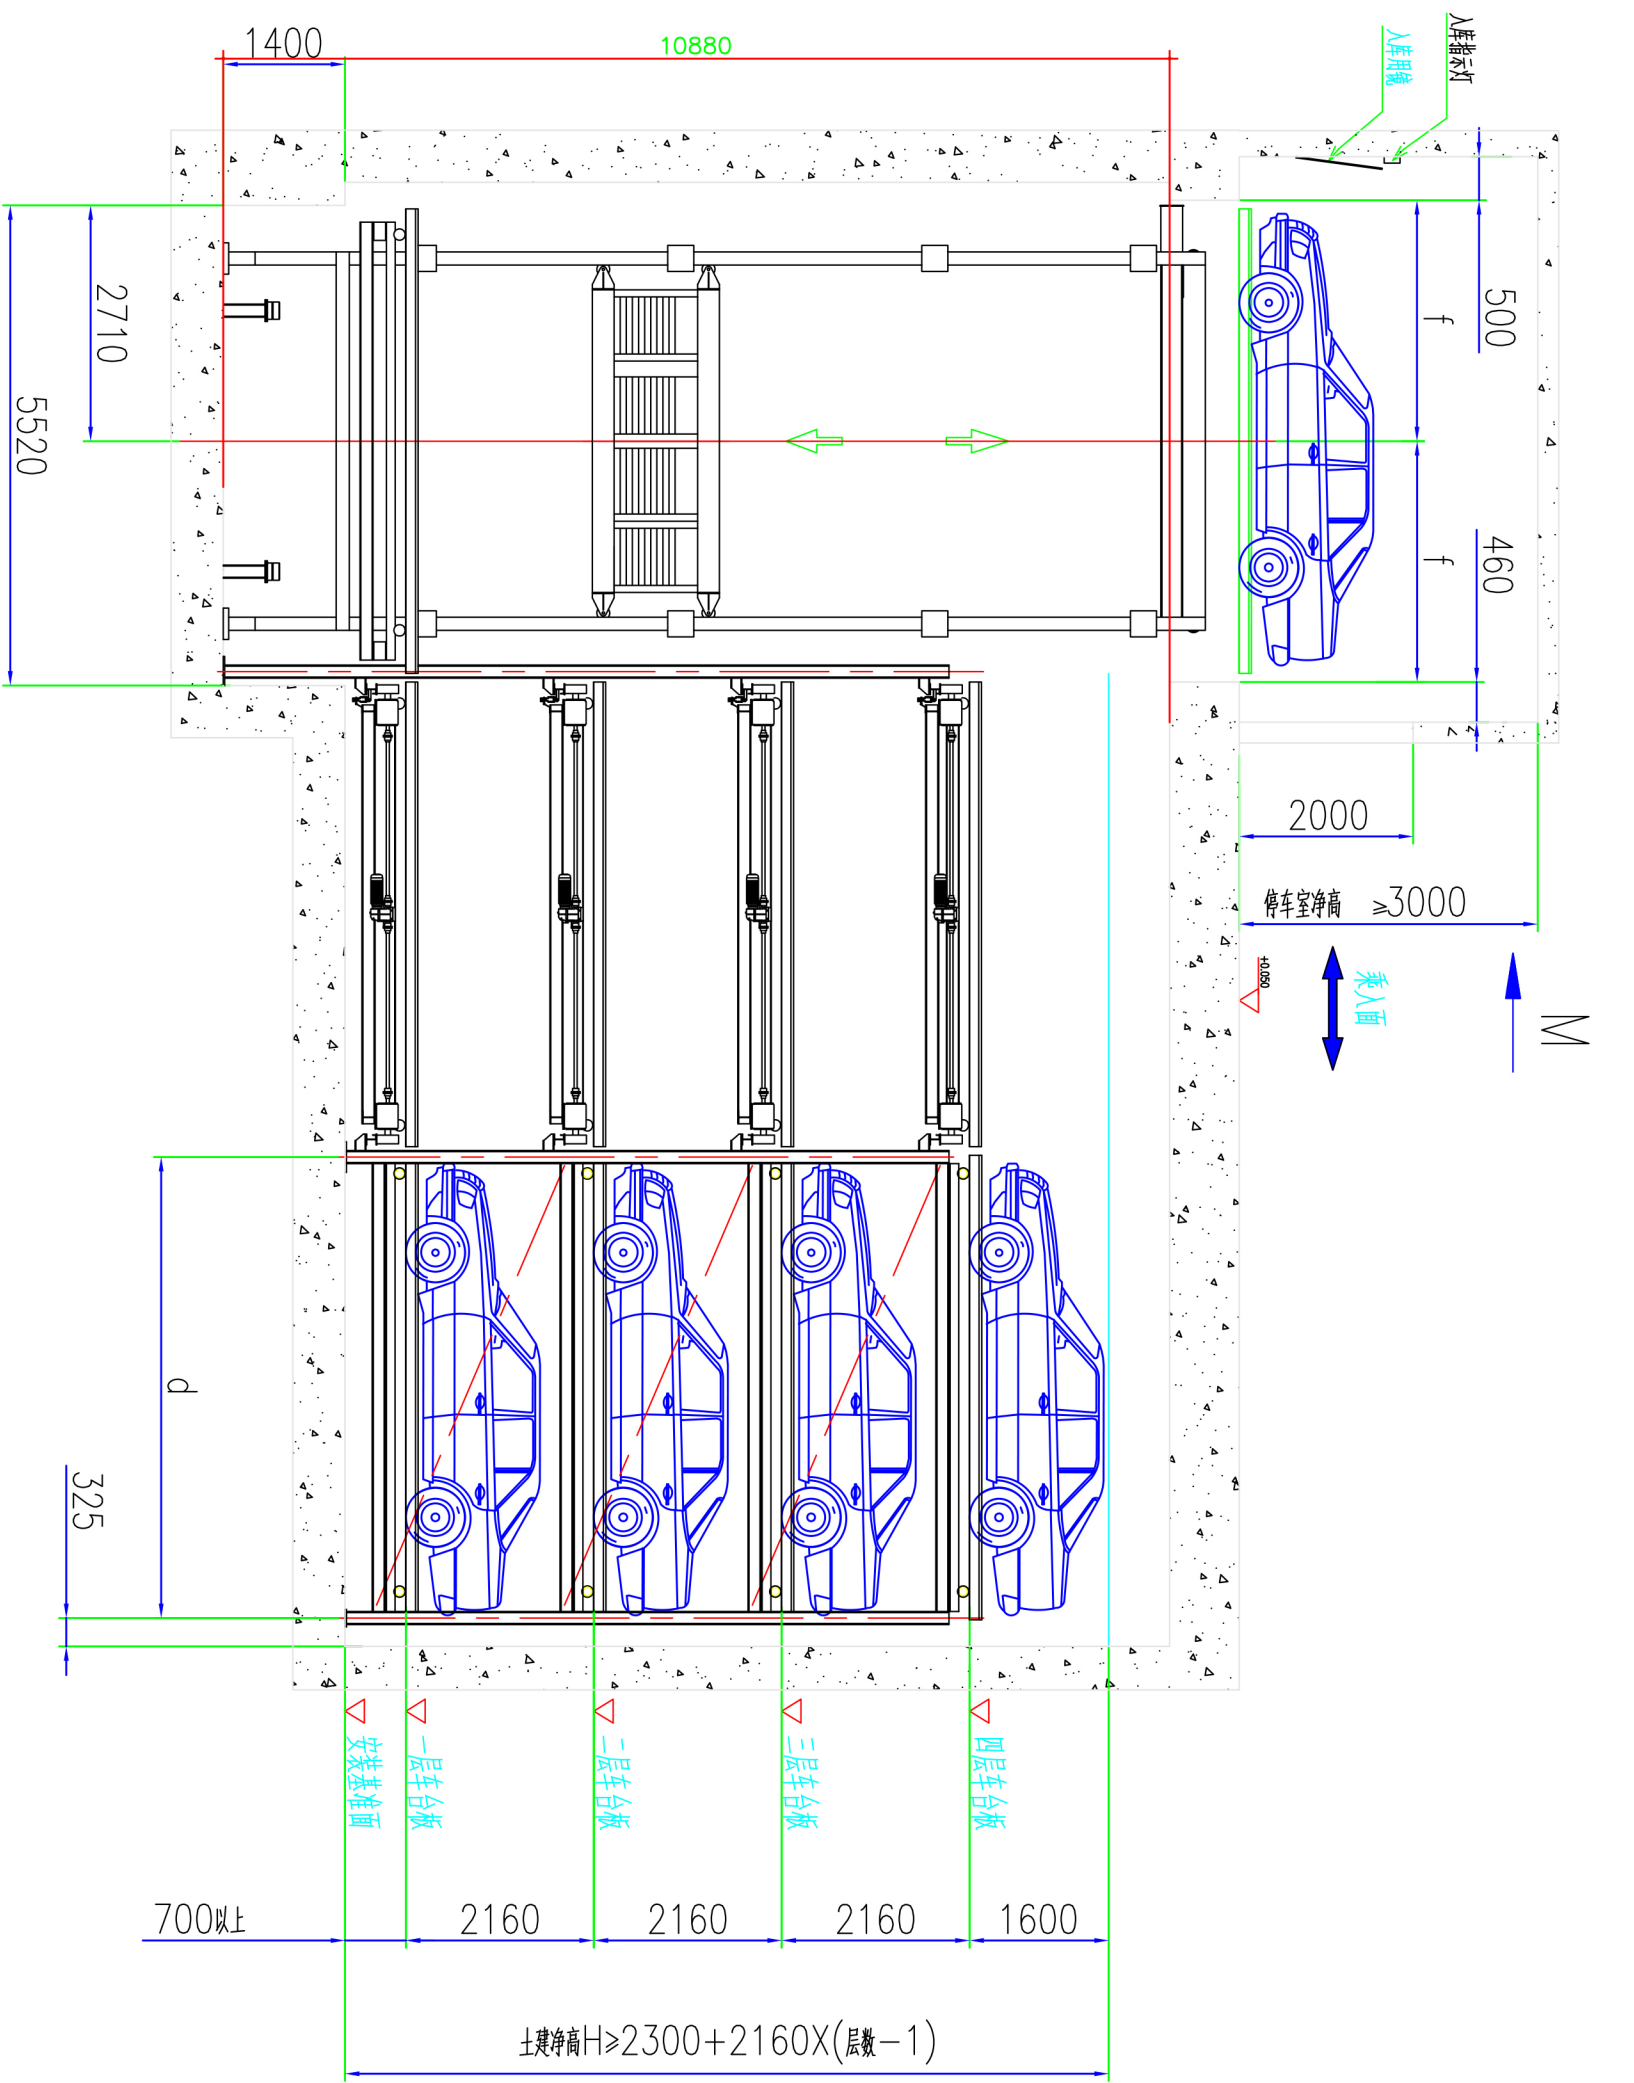 入库指示灯
入库用镜
1400
10880
500
f
f
460
2710
5520
2000
停车室净高 ≥3000
+0.050
乘入面
M
d
325
安装基准面
一层车台板
二层车台板
三层车台板
四层车台板
700以上
2160
2160
2160
1600
土建净高H≥2300+2160X(层数-1)